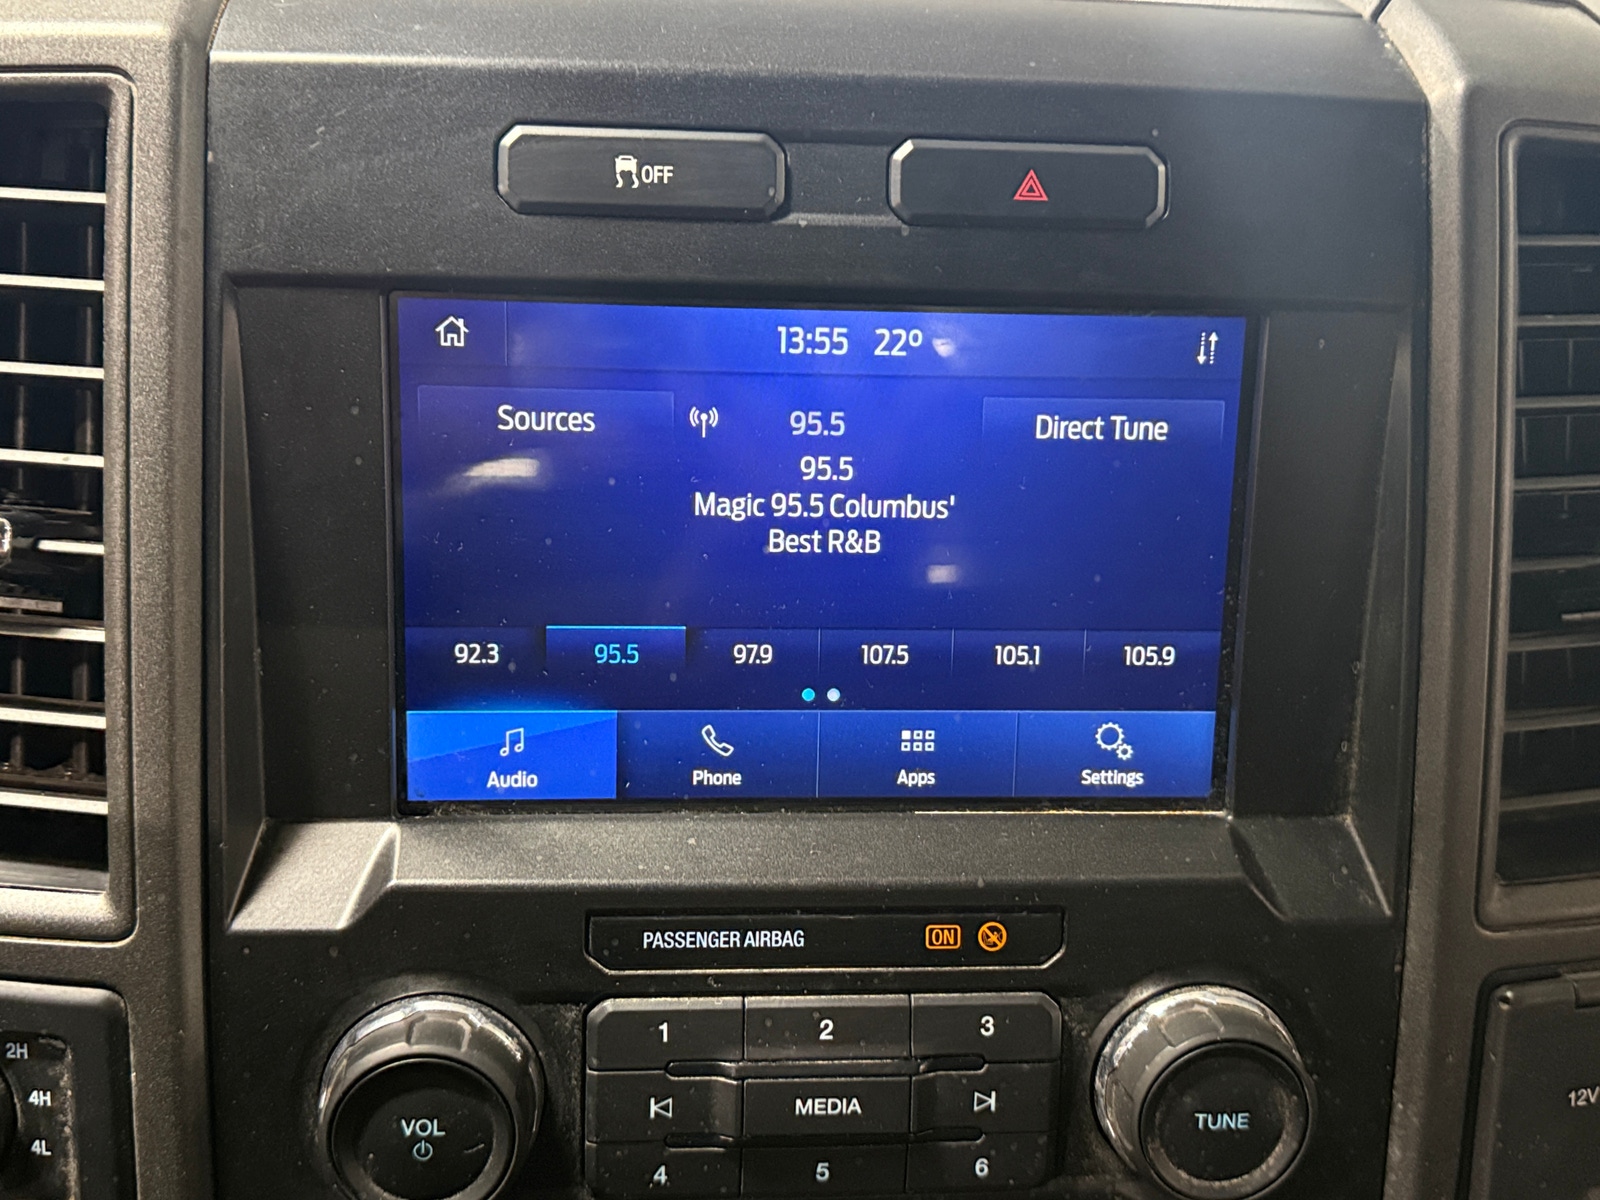 OFF
13:55 22°
Sources
95.5
Direct Tune
95.5
Magic 95.5 Columbus'
Best R&B
92.3 95.5 97.9 107.5 105.1 105.9
Audio Phone Apps Settings
PASSENGER AIRBAG ON
1 2 3
VOL
MEDIA
TUNE
4 5 6
2H
4H
4L
12V